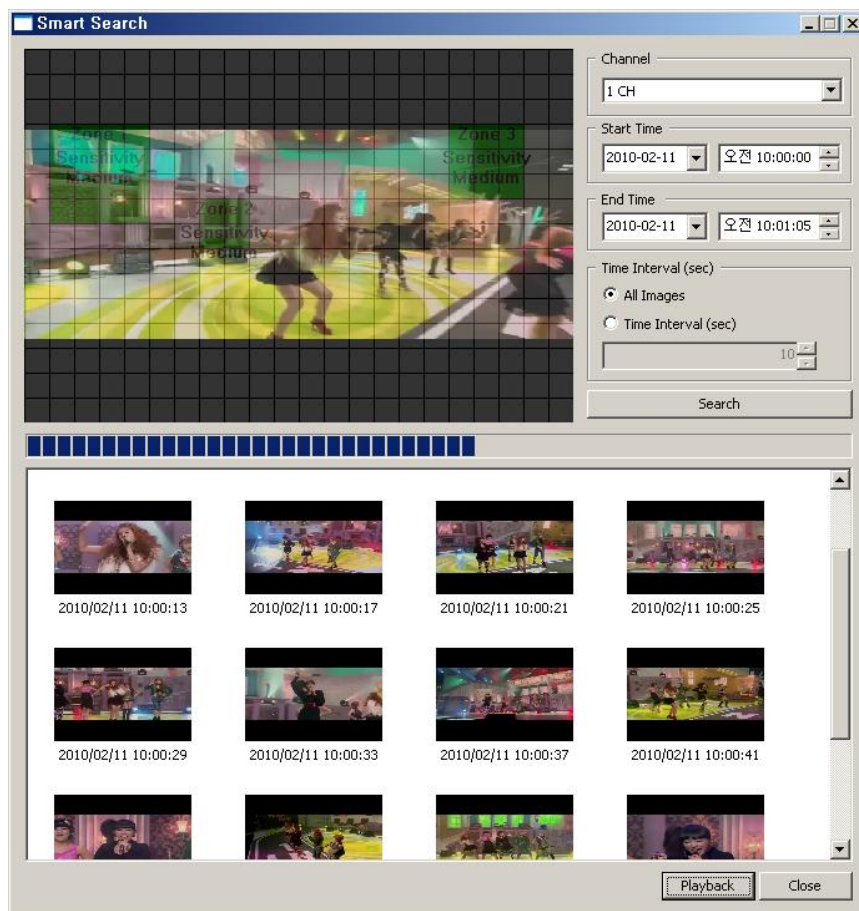 Smart Search
Zone 1
Sensitivity
Medium
Zone 2
Sensitivity
Medium
Zone 3
Sensitivity
Medium
Channel
1 CH
Start Time
2010-02-11
오전 10:00:00
End Time
2010-02-11
오전 10:01:05
Time Interval (sec)
All Images
Time Interval (sec)
10
Search
2010/02/11 10:00:13
2010/02/11 10:00:17
2010/02/11 10:00:21
2010/02/11 10:00:25
2010/02/11 10:00:29
2010/02/11 10:00:33
2010/02/11 10:00:37
2010/02/11 10:00:41
Playback
Close